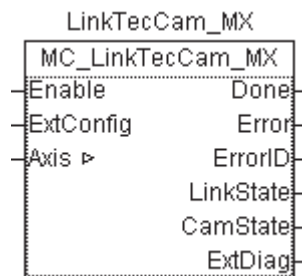 LinkTecCam_MX
MC_LinkTecCam_MX
Enable Done
ExtConfig Error
Axis ▹ ErrorID
LinkState
CamState
ExtDiag